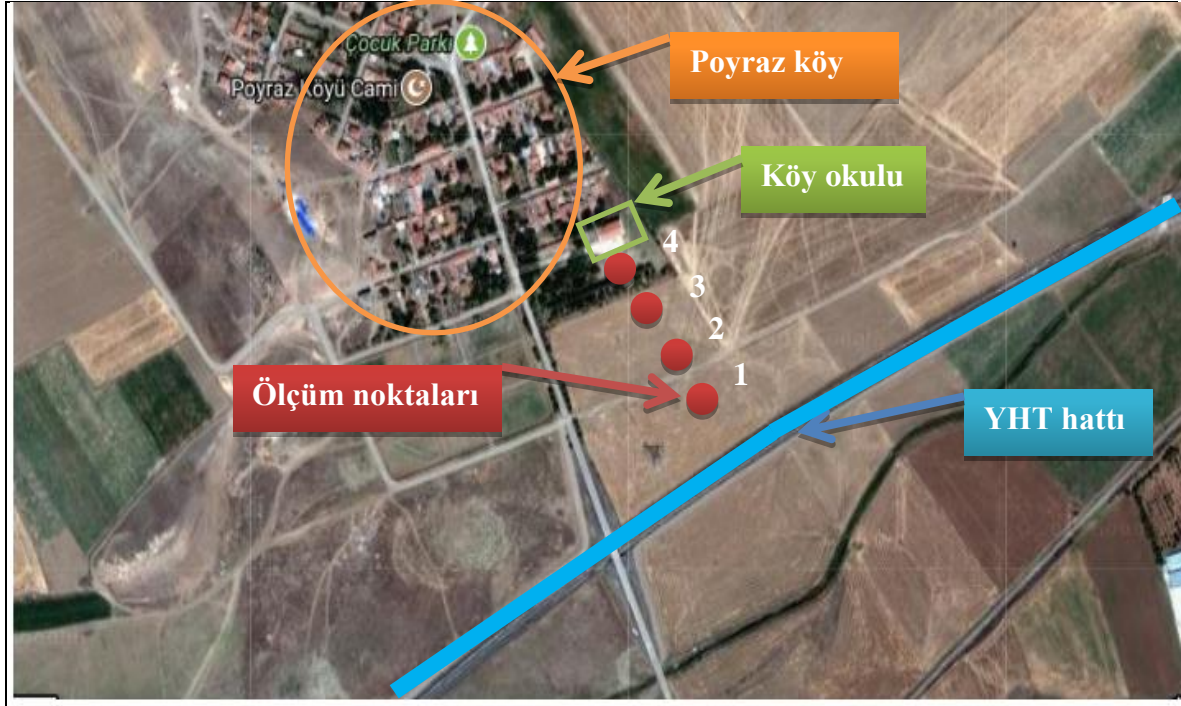 Çocuk Parkı
Poyraz Köyü Cami
Poyraz köy
Köy okulu
4
3
2
1
Ölçüm noktaları
YHT hattı